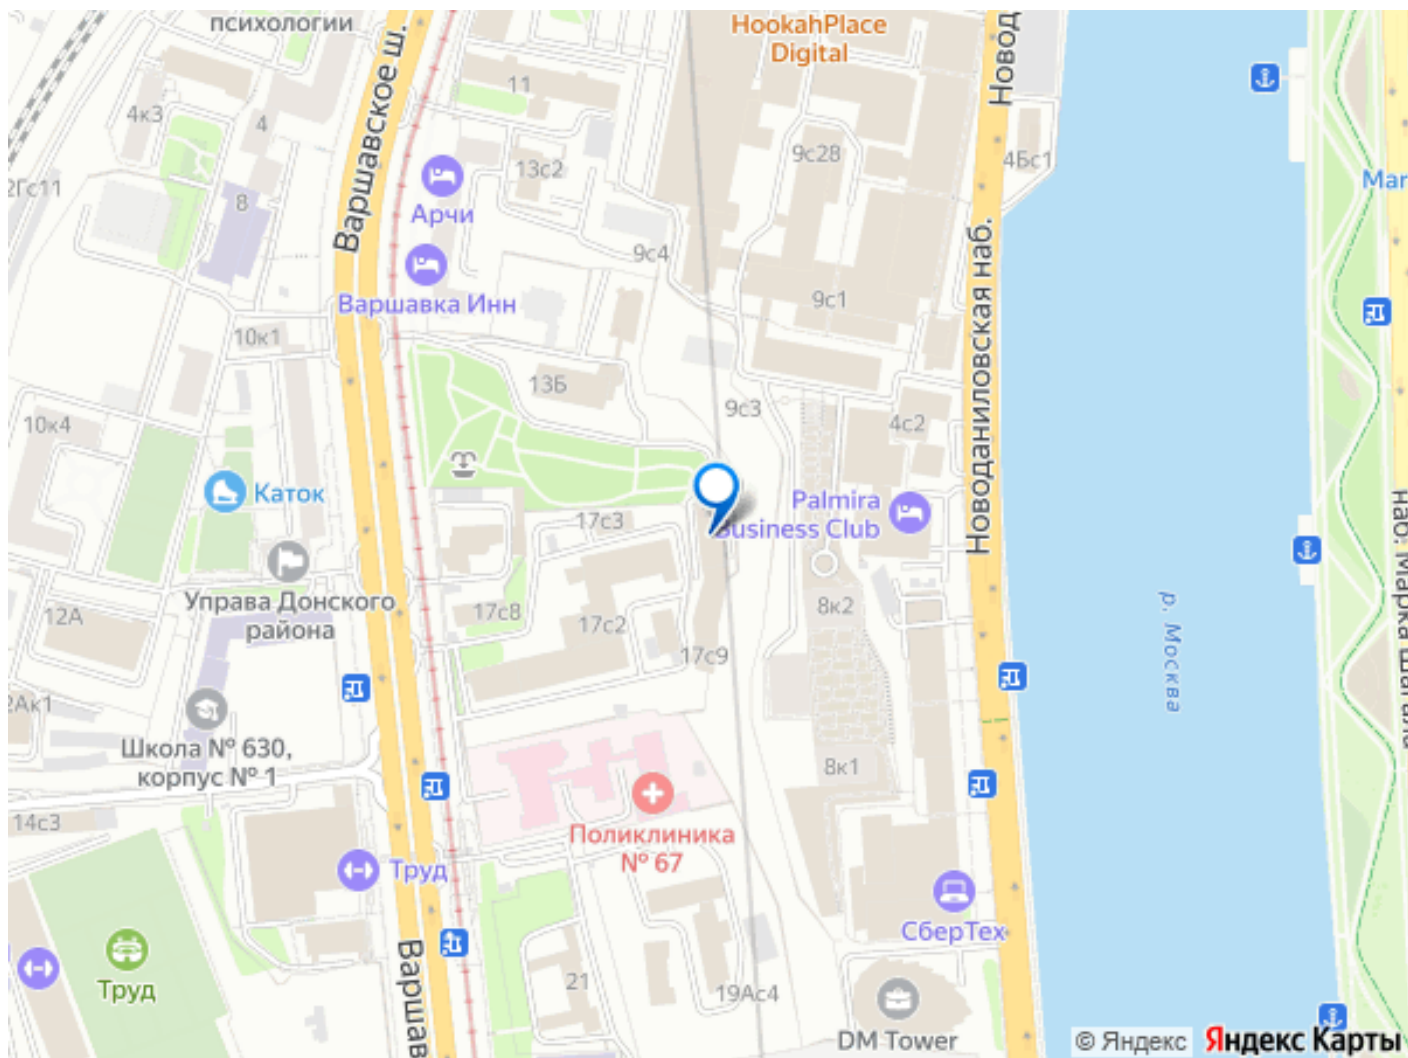 психологии
HookahPlace
Digital
Варшавское ш.
Новод
11
4к3
4
13с2
9с28
4Бс1
2Гс11
8
Mar
Арчи
9с4
Варшавка Инн
9с1
10к1
Новоданиловская наб.
13Б
9с3
10к4
4с2
Каток
Palmira
Business Club
17с3
Управа Донского
района
12А
17с8
17с2
8к2
17с9
р. Москва
наб. Марка Шагала
2Ак1
Школа № 630,
корпус № 1
8к1
14с3
Поликлиника
№ 67
Труд
СберТех
Варшав
Труд
21
19Ас4
DM Tower
© Яндекс
Яндекс Карты